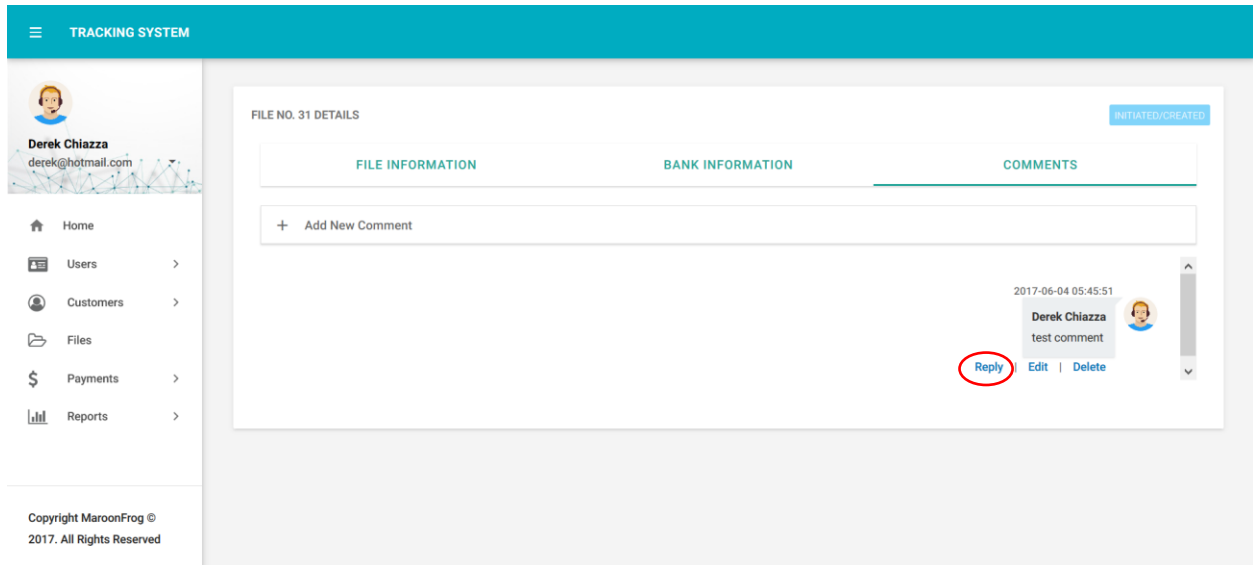 TRACKING SYSTEM
Derek Chiazza
derek@hotmail.com
Home
Users
Customers
Files
Payments
Reports
Copyright MaroonFrog ©
2017. All Rights Reserved
FILE NO. 31 DETAILS
INITIATED/CREATED
FILE INFORMATION
BANK INFORMATION
COMMENTS
+ Add New Comment
2017-06-04 05:45:51
Derek Chiazza
test comment
Reply | Edit | Delete